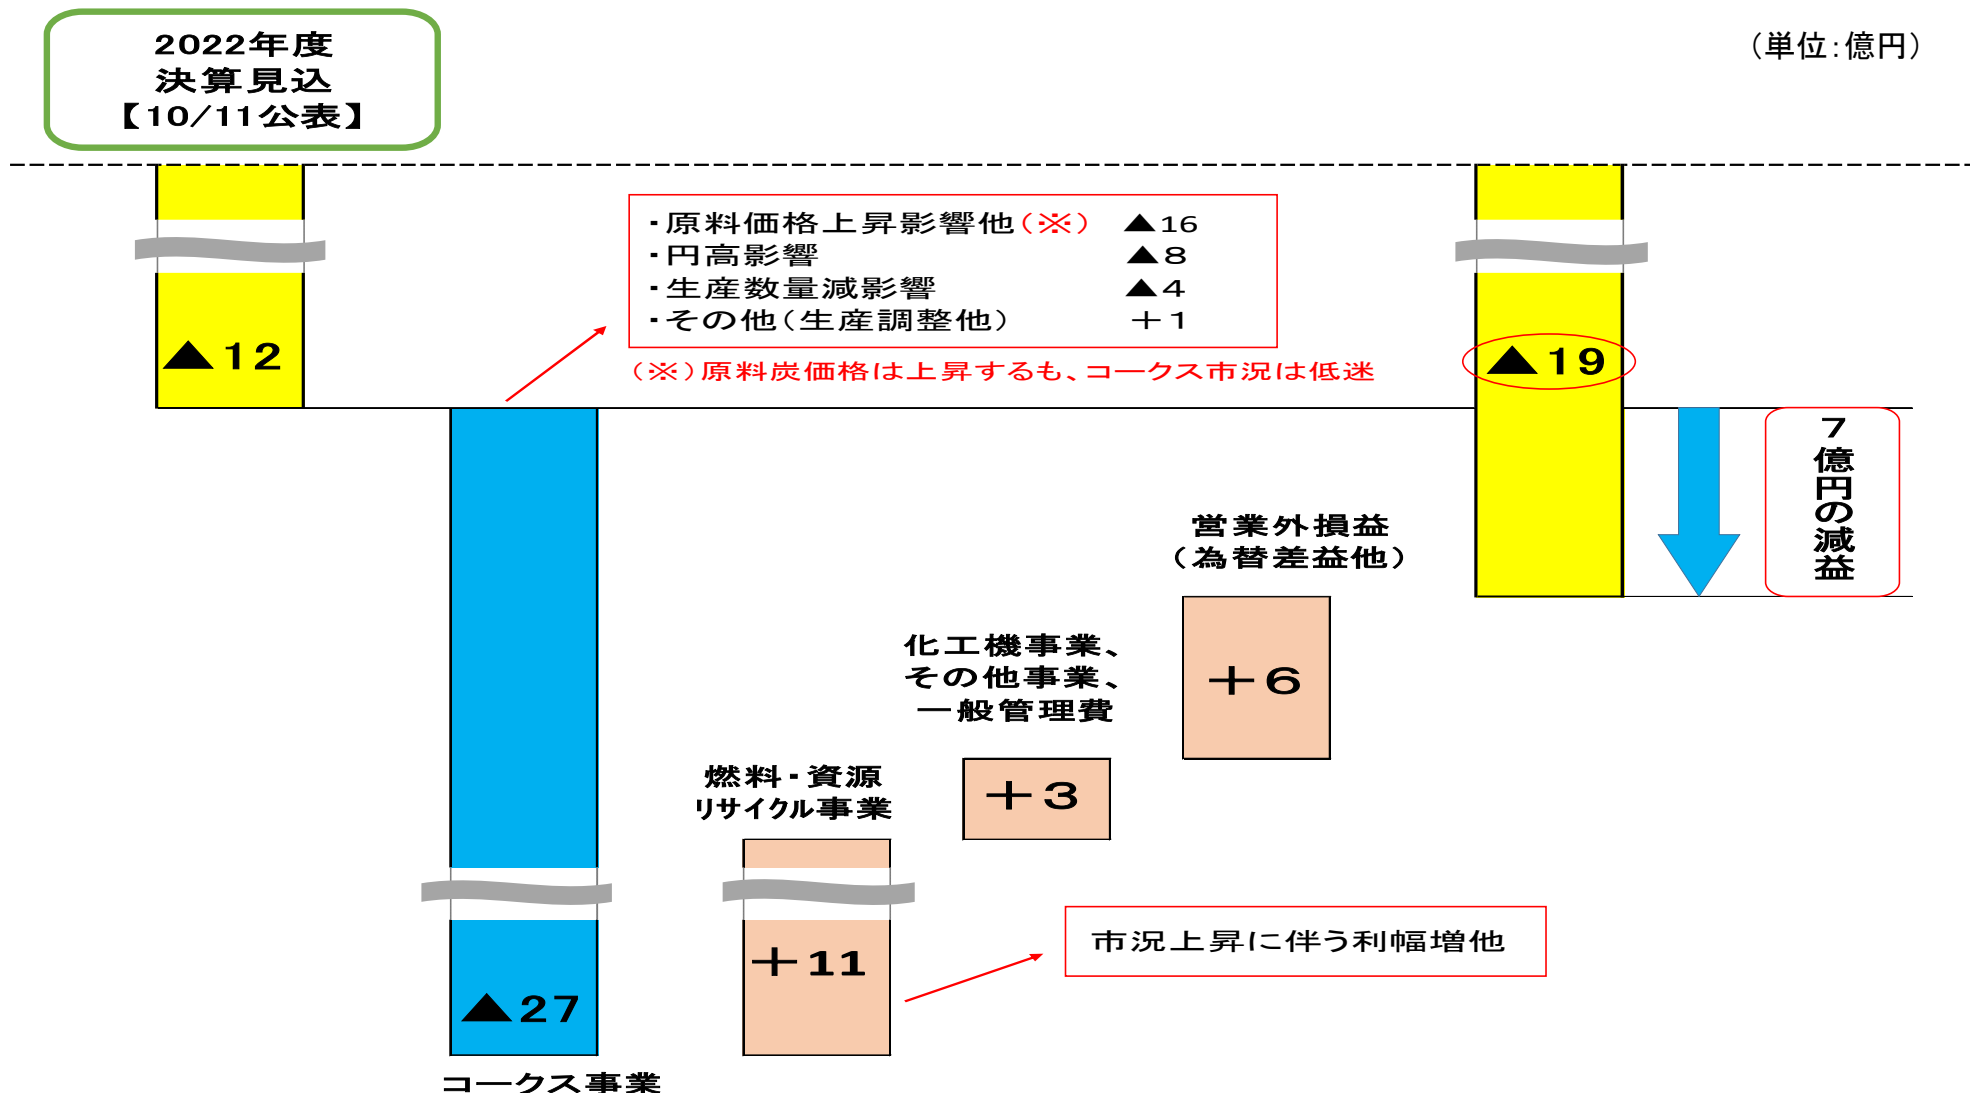 2022年度
決算見込
【10/11公表】
（単位：億円）
・原料価格上昇影響他（※） ▲16
・円高影響 ▲8
・生産数量減影響 ▲4
・その他（生産調整他） ＋1
（※）原料炭価格は上昇するも、コークス市況は低迷
▲12
▲19
7億円の減益
営業外損益
（為替差益他）
＋6
化工機事業、
その他事業、
一般管理費
＋3
燃料・資源
リサイクル事業
＋11
市況上昇に伴う利幅増他
▲27
コークス事業